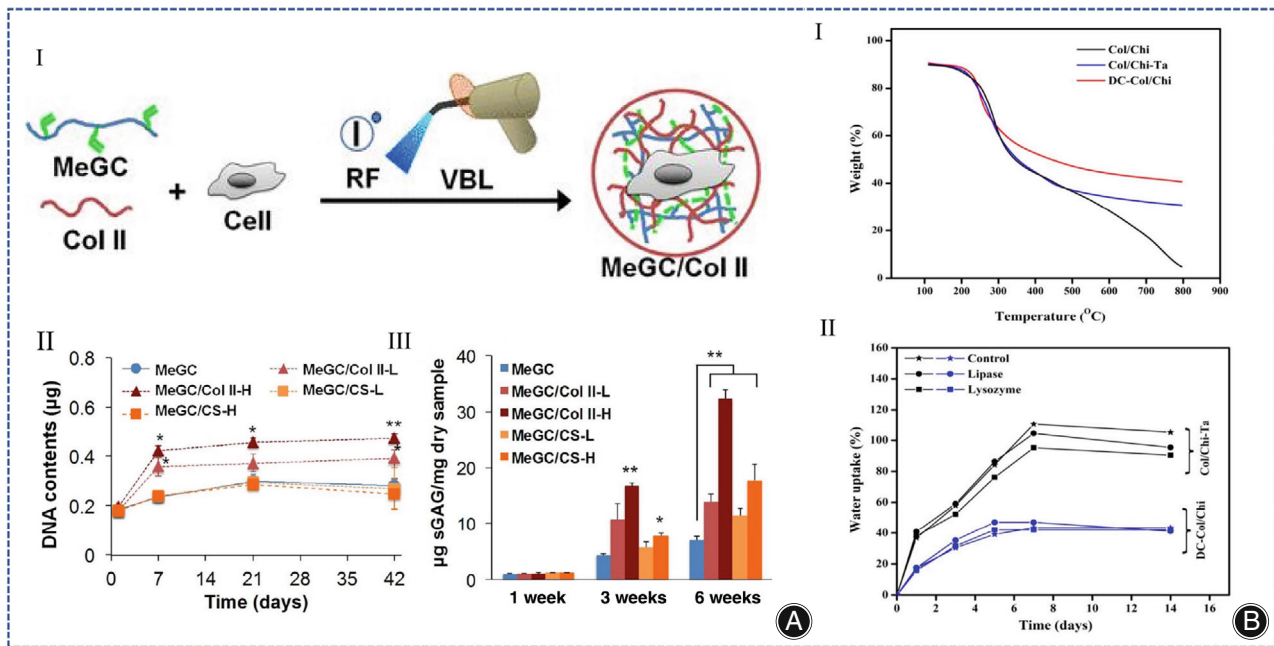 I
MeGC
Col II
+
Cell
I
RF
VBL
MeGC/Col II
II
0.8
0.6
0.4
0.2
0
DNA contents (µg)
MeGC
MeGC/Col II-L
MeGC/Col II-H
MeGC/CS-L
MeGC/CS-H
*
*
*
**
*
0 7 14 21 28 35 42
Time (days)
III
40
30
20
10
0
µg sGAG/mg dry sample
MeGC
MeGC/Col II-L
MeGC/Col II-H
MeGC/CS-L
MeGC/CS-H
**
*
**
1 week 3 weeks 6 weeks
A
I
100
80
60
40
20
0
Weight (%)
Col/Chi
Col/Chi-Ta
DC-Col/Chi
100 200 300 400 500 600 700 800 900
Temperature (OC)
II
160
140
120
100
80
60
40
20
0
Water uptake (%)
Control
Lipase
Lysozyme
Col/Chi-Ta
DC-Col/Chi
0 2 4 6 8 10 12 14 16
Time (days)
B